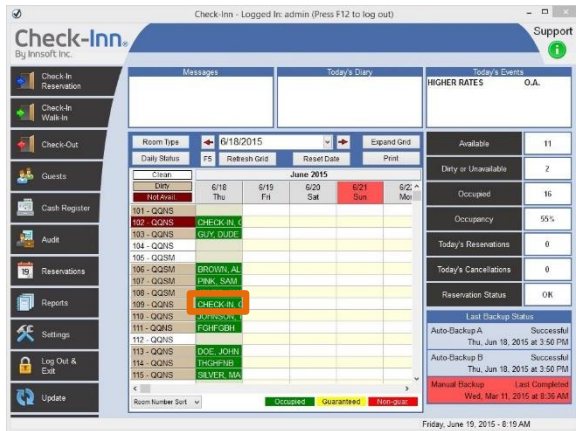 Check-Inn - Logged In: admin (Press F12 to log out)
Check-Inn®
By Innsoft Inc.
Support
Check-In
Reservation
Check-In
Walk-In
Check-Out
Guests
Cash Register
Audit
Reservations
Reports
Settings
Log Out &
Exit
Update
Messages
Today's Diary
Today's Events
HIGHER RATES O.A.
Room Type 6/18/2015 Expand Grid
Daily Status F5 Refresh Grid Reset Date Print
Clean June 2015
Dirty 6/18 6/19 6/20 6/21 6/22
Not Avail. Thu Fri Sat Sun Mon
101 - QQNS
102 - QQNS CHECK-IN, C
103 - QQNS GUY, DUDE
104 - QQNS
105 - QQSM
106 - QQSM BROWN, AL
107 - QQSM PINK, SAM
108 - QQSM
109 - QQNS CHECK-IN, C
110 - QQNS JOHNSON, T
111 - QQNS FGHFGBH
112 - QQNS
113 - QQNS DOE, JOHN
114 - QQNS THGHFNB
115 - QQNS SILVER, MA
Room Number Sort Occupied Guaranteed Non-guar.
Available 11
Dirty or Unavailable 2
Occupied 16
Occupancy 55%
Today's Reservations 0
Today's Cancellations 0
Reservation Status OK
Last Backup Status
Auto-Backup A Successful
Thu, Jun 18, 2015 at 3:50 PM
Auto-Backup B Successful
Thu, Jun 18, 2015 at 3:50 PM
Manual Backup Last Completed
Wed, Mar 11, 2015 at 8:36 AM
Friday, June 19, 2015 - 8:19 AM